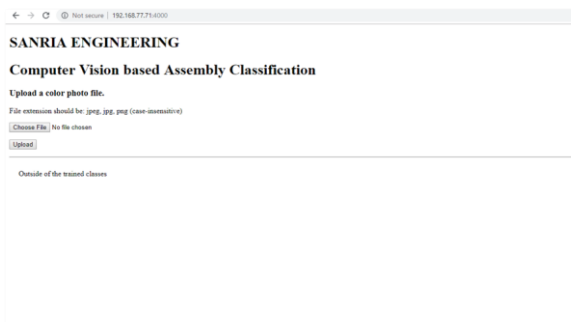 Not secure | 192.168.77.71:4000
SANRIA ENGINEERING
Computer Vision based Assembly Classification
Upload a color photo file.
File extension should be: jpeg, jpg, png (case-insensitive)
Choose File No file chosen
Upload
Outside of the trained classes